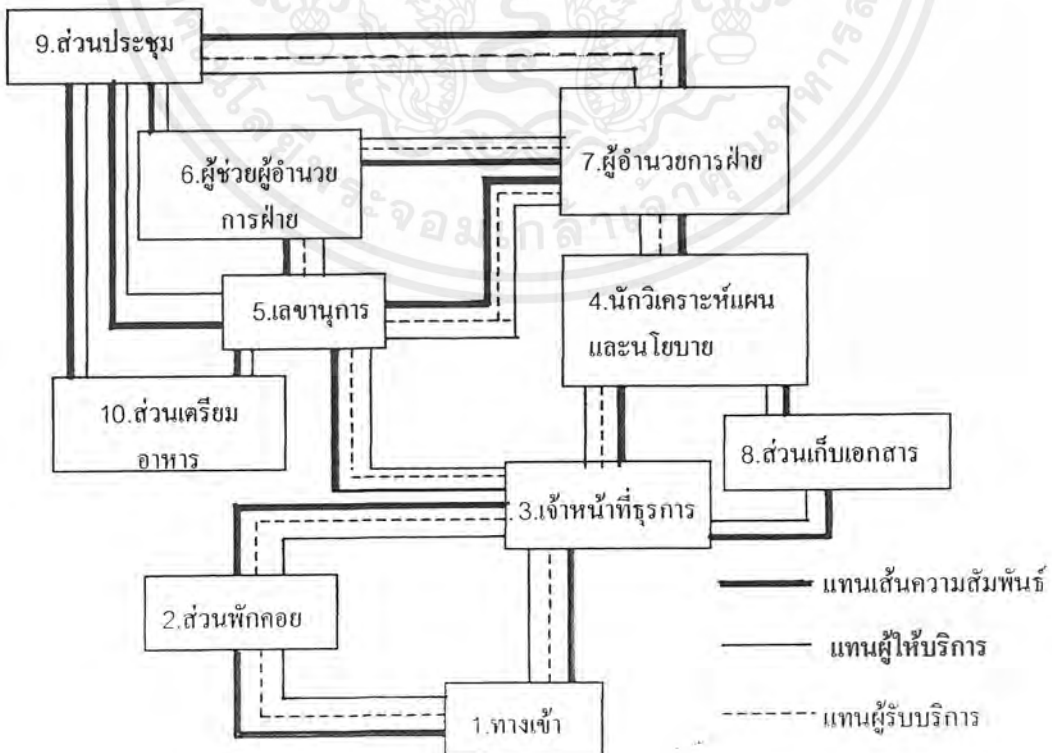 9.ส่วนประชุม
6.ผู้ช่วยผู้อำนวย
การฝ่าย
7.ผู้อำนวยการฝ่าย
5.เลขานุการ
4.นักวิเคราะห์แผน
และนโยบาย
10.ส่วนเตรียม
อาหาร
8.ส่วนเก็บเอกสาร
3.เจ้าหน้าที่ธุรการ
2.ส่วนพักคอย
1.ทางเข้า
แทนเส้นความสัมพันธ์
แทนผู้ให้บริการ
แทนผู้รับบริการ